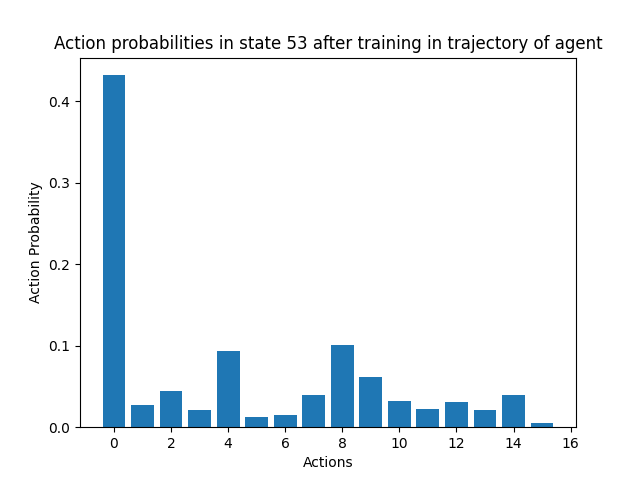 Action probabilities in state 53 after training in trajectory of agent
Action Probability
0.4
0.3
0.2
0.1
0.0
0 2 4 6 8 10 12 14 16
Actions